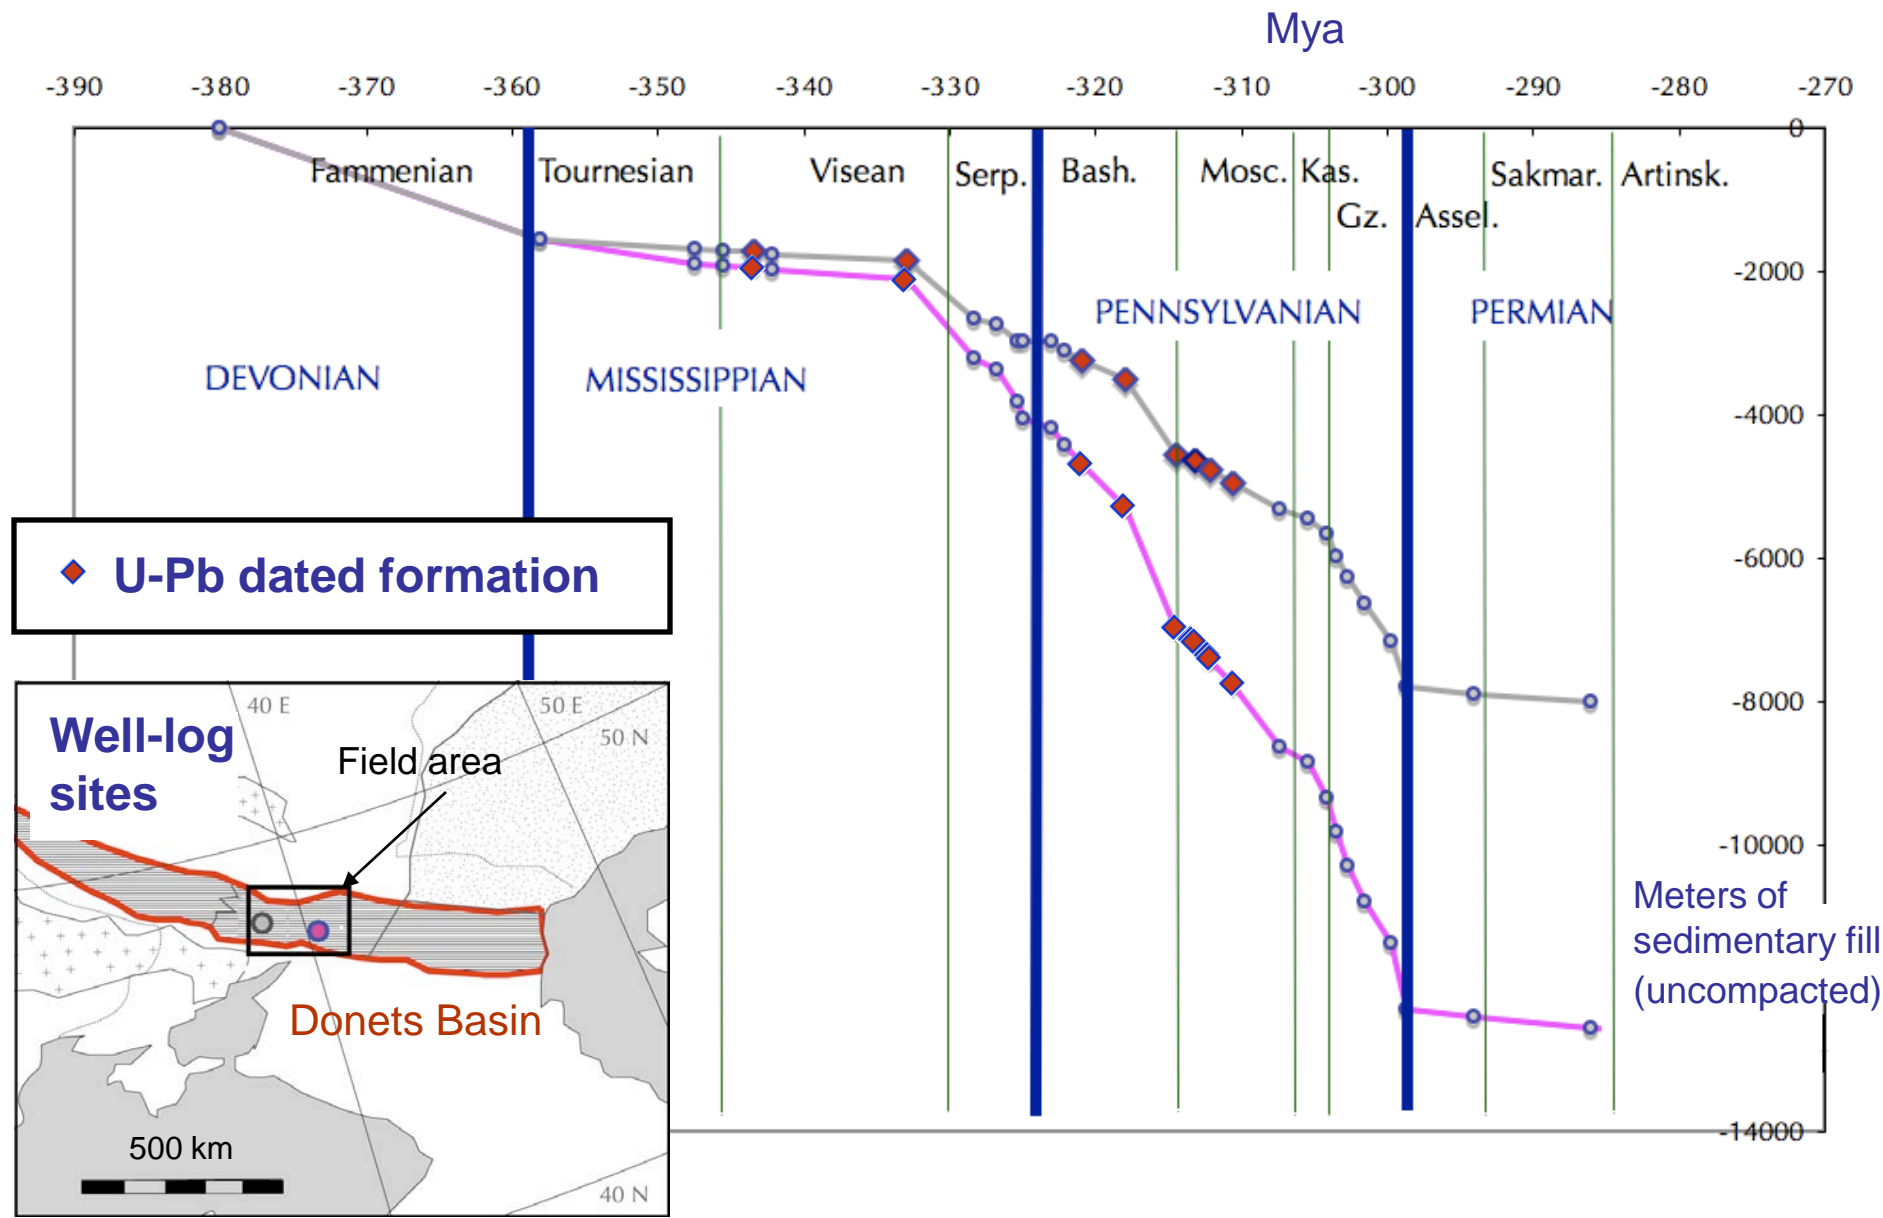 Mya
-390 -380 -370 -360 -350 -340 -330 -320 -310 -300 -290 -280 -270
0
Fammenian Tournesian Visean Serp. Bash. Mosc. Kas. Sakmar. Artinsk.
Gz. Assel.
-2000
PENNSYLVANIAN PERMIAN
DEVONIAN MISSISSIPPIAN
-4000
-6000
U-Pb dated formation
-8000
-10000
Meters of
sedimentary fill
(uncompacted)
-14000
40 E 50 E
50 N
Well-log
sites
Field area
Donets Basin
500 km
40 N